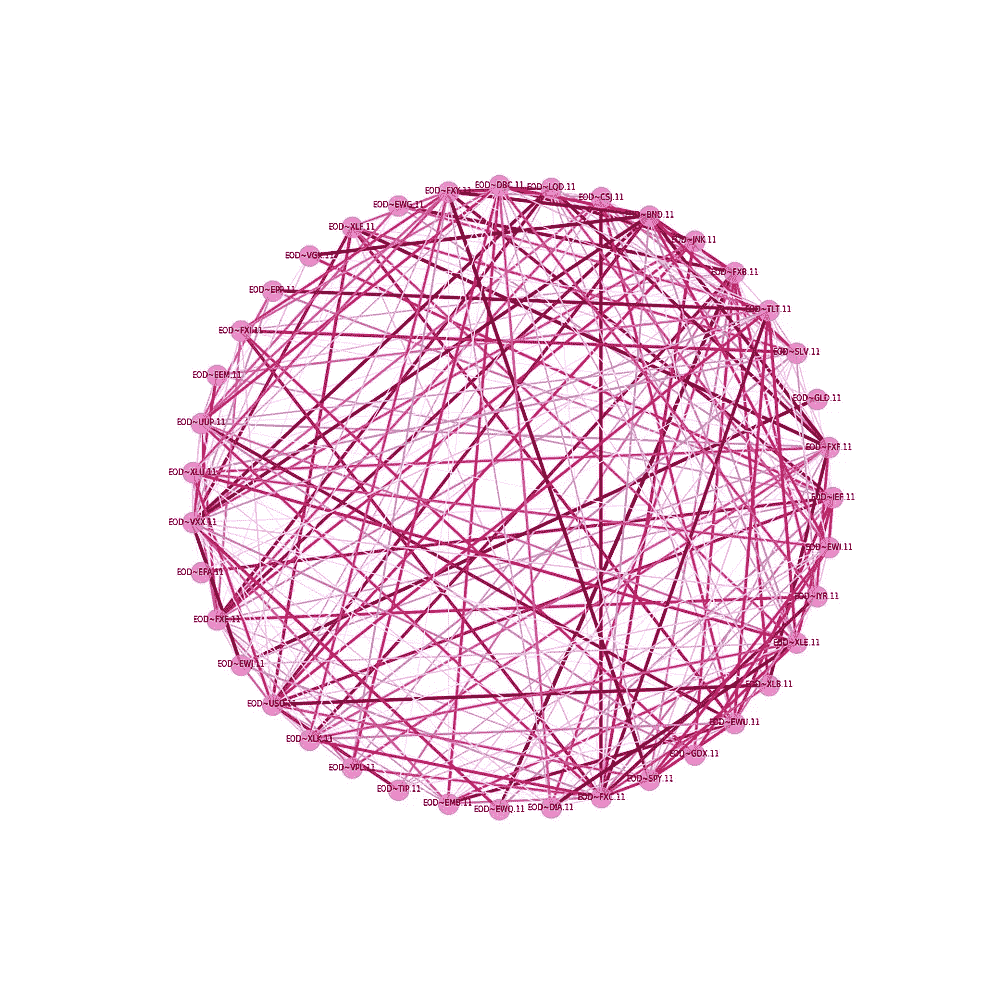 EOD~FXY.11
EOD~DBC.11
EOD~LQD.11
EOD~CSJ.11
EOD~EWG.11
EOD~BND.11
EOD~XLF.11
EOD~JNK.11
EOD~VGK.11
EOD~FXB.11
EOD~EPP.11
EOD~TLT.11
EOD~FXI.11
EOD~SLV.11
EOD~EEM.11
EOD~GLD.11
EOD~UUP.11
EOD~FXF.11
EOD~XLU.11
EOD~IEF.11
EOD~VXX.11
EOD~EWI.11
EOD~EFA.11
EOD~IYR.11
EOD~FXE.11
EOD~XLE.11
EOD~EWJ.11
EOD~XLB.11
EOD~USO.11
EOD~EWU.11
EOD~XLK.11
EOD~GDX.11
EOD~VPL.11
EOD~SPY.11
EOD~TIP.11
EOD~FXC.11
EOD~EMB.11
EOD~EWQ.11
EOD~DIA.11